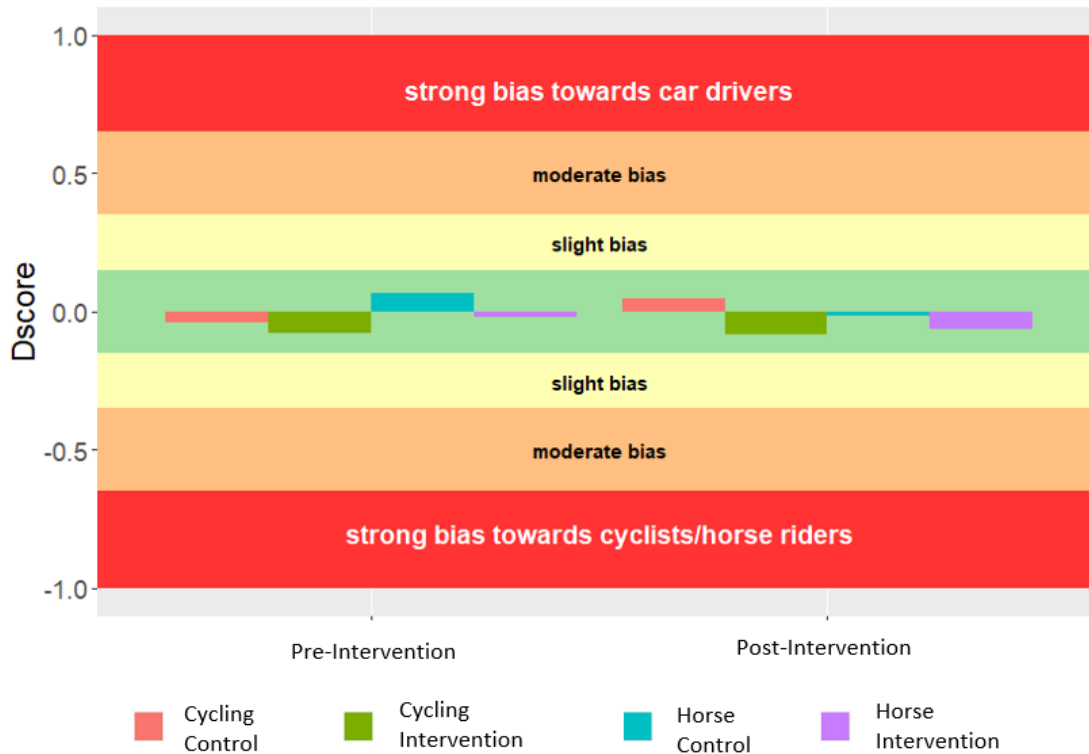 1.0
strong bias towards car drivers
0.5
moderate bias
slight bias
Dscore
0.0
slight bias
-0.5
moderate bias
strong bias towards cyclists/horse riders
-1.0
Pre-Intervention
Post-Intervention
Cycling
Control
Cycling
Intervention
Horse
Control
Horse
Intervention